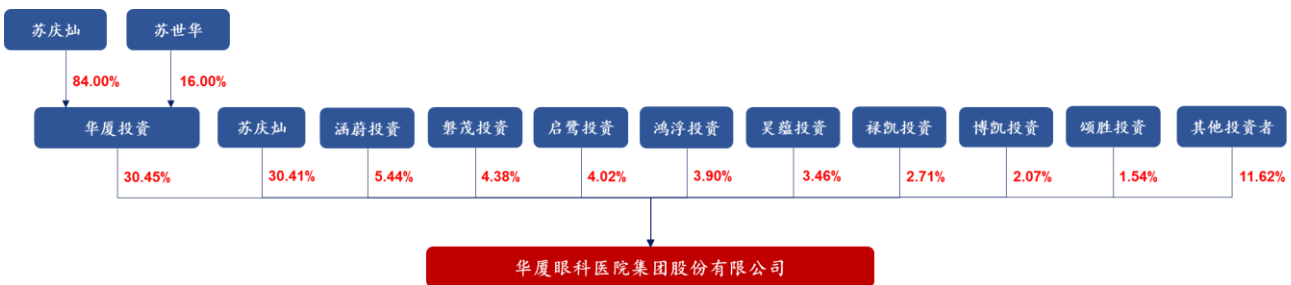 苏庆灿 苏世华
84.00% 16.00%
华厦投资 苏庆灿 涵蔚投资 磐茂投资 启鹭投资 鸿浮投资 昊蕴投资 禄凯投资 博凯投资 颂胜投资 其他投资者
30.45% 30.41% 5.44% 4.38% 4.02% 3.90% 3.46% 2.71% 2.07% 1.54% 11.62%
华厦眼科医院集团股份有限公司